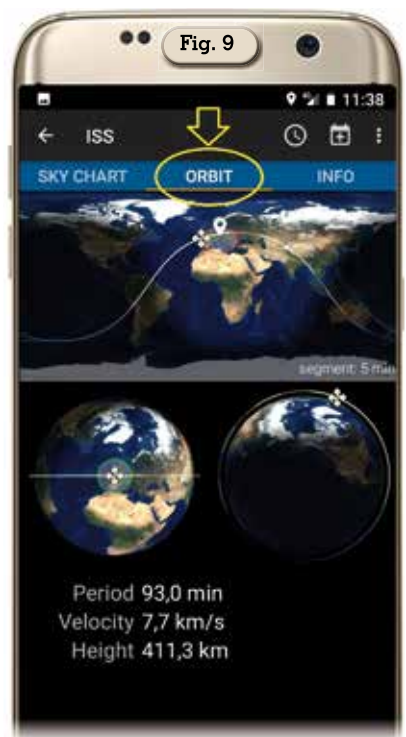 Fig. 9
11:38
ISS
SKY CHART ORBIT INFO
segment: 5 min
Period 93,0 min
Velocity 7,7 km/s
Height 411,3 km